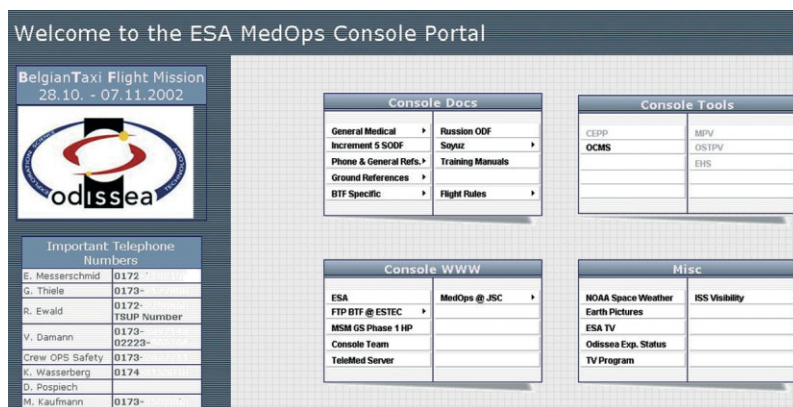 Welcome to the ESA MedOps Console Portal
BelgianTaxi Flight Mission
28.10. - 07.11.2002
odissea
Important Telephone
Numbers
E. Messerschmid 0172
G. Thiele 0173-
R. Ewald 0172-
TSUP Number
V. Damann 0173-
02223-
Crew OPS Safety 0173-
K. Wasserberg 0174
D. Pospiech
M. Kaufmann 0173-
Console Docs
General Medical Russion ODF
Increment 5 SODF Soyuz
Phone & General Refs. Training Manuals
Ground References
BTF Specific Flight Rules
Console Tools
CEPP MPV
OCMS OSTPV
EHS
Console WWW
ESA MedOps @ JSC
FTP BTF @ ESTEC
MSM GS Phase 1 HP
Console Team
TeleMed Server
Misc
NOAA Space Weather ISS Visibility
Earth Pictures
ESA TV
Odissea Exp. Status
TV Program